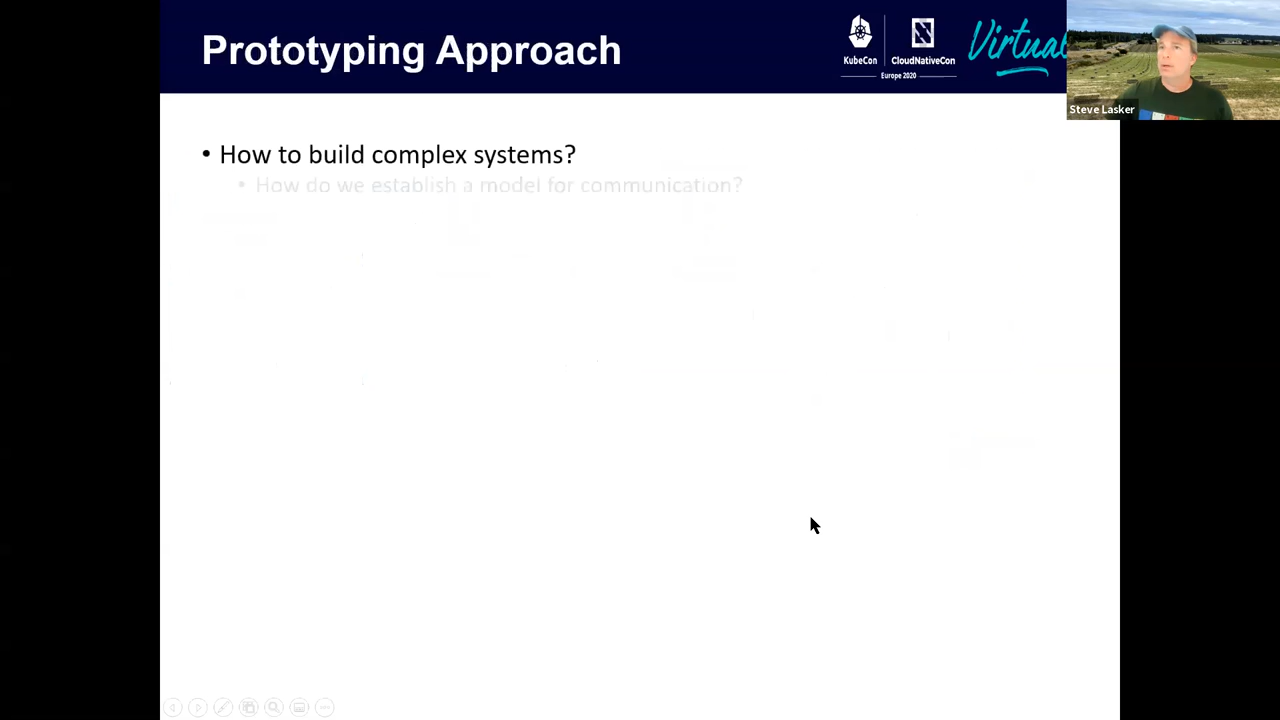 Prototyping Approach
KubeCon
CloudNativeCon
Europe 2020
Virtual
Steve Lasker
• How to build complex systems?
• How do we establish a model for communication?